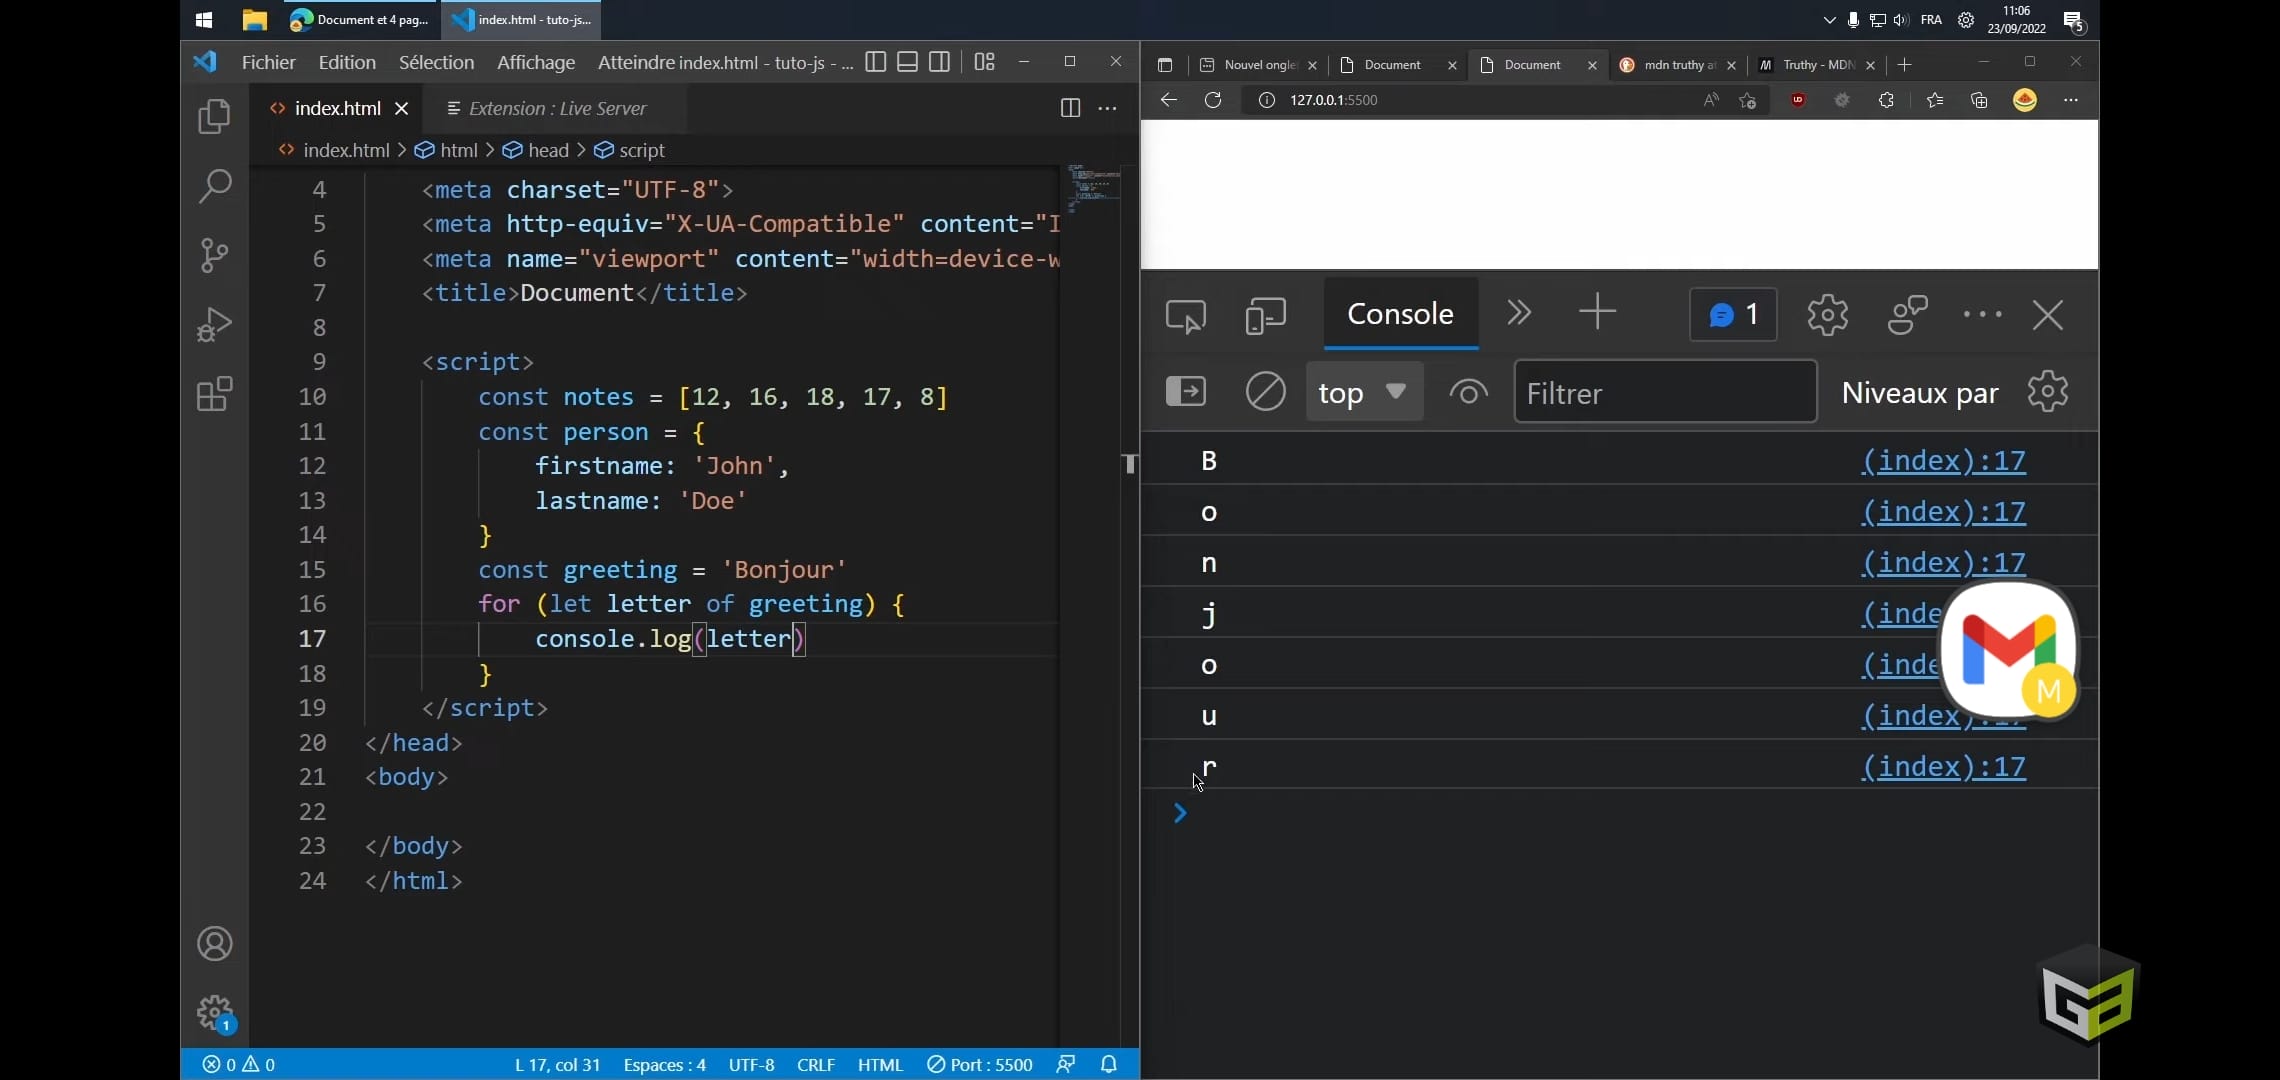 Document et 4 pag...
index.html - tuto-js...
FRA
11:06
23/09/2022
5
Fichier Edition Sélection Affichage Atteindre index.html - tuto-js - ...
index.html
Extension : Live Server
index.html > html > head > script
4 <meta charset="UTF-8">
5 <meta http-equiv="X-UA-Compatible" content="I
6 <meta name="viewport" content="width=device-w
7 <title>Document</title>
8
9 <script>
10 const notes = [12, 16, 18, 17, 8]
11 const person = {
12 firstname: 'John',
13 lastname: 'Doe'
14 }
15 const greeting = 'Bonjour'
16 for (let letter of greeting) {
17 console.log(letter)
18 }
19 </script>
20 </head>
21 <body>
22
23 </body>
24 </html>
1
0 0 L 17, col 31 Espaces : 4 UTF-8 CRLF HTML Port : 5500
Nouvel ongle
Document
Document
mdn truthy a
Truthy - MDN
127.0.0.1:5500
Console
1
top
Filtrer
Niveaux par
B (index):17
o (index):17
n (index):17
j (inde
o (inde
u (index):17
r (index):17
>
M
GB